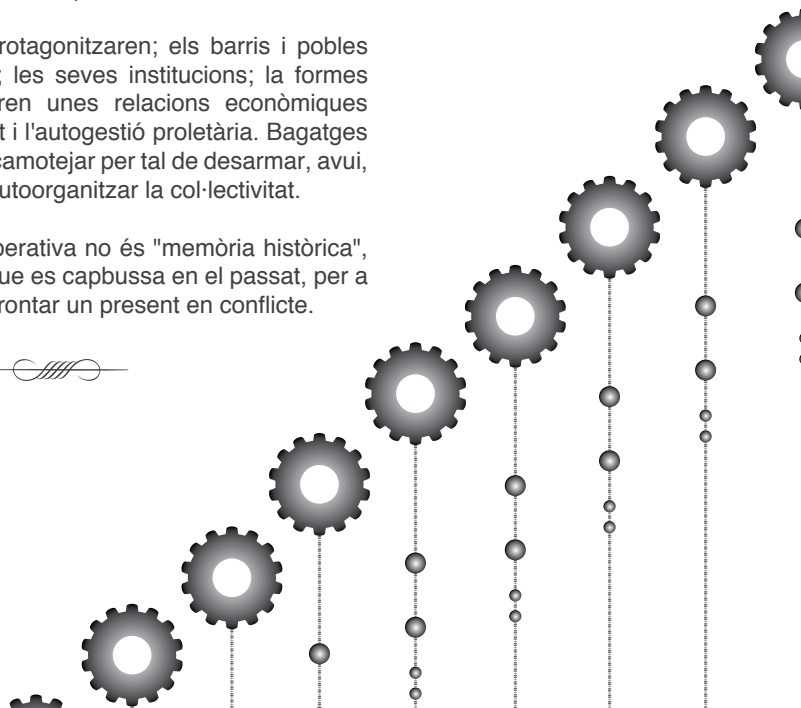 rotagonitzaren; els barris i pobles
; les seves institucions; la formes
ren unes relacions econòmiques
t i l'autogestió proletària. Bagatges
camotejar per tal de desarmar, avui,
utoorganitzar la col·lectivitat.
perativa no és "memòria històrica",
que es capbussa en el passat, per a
rontar un present en conflicte.